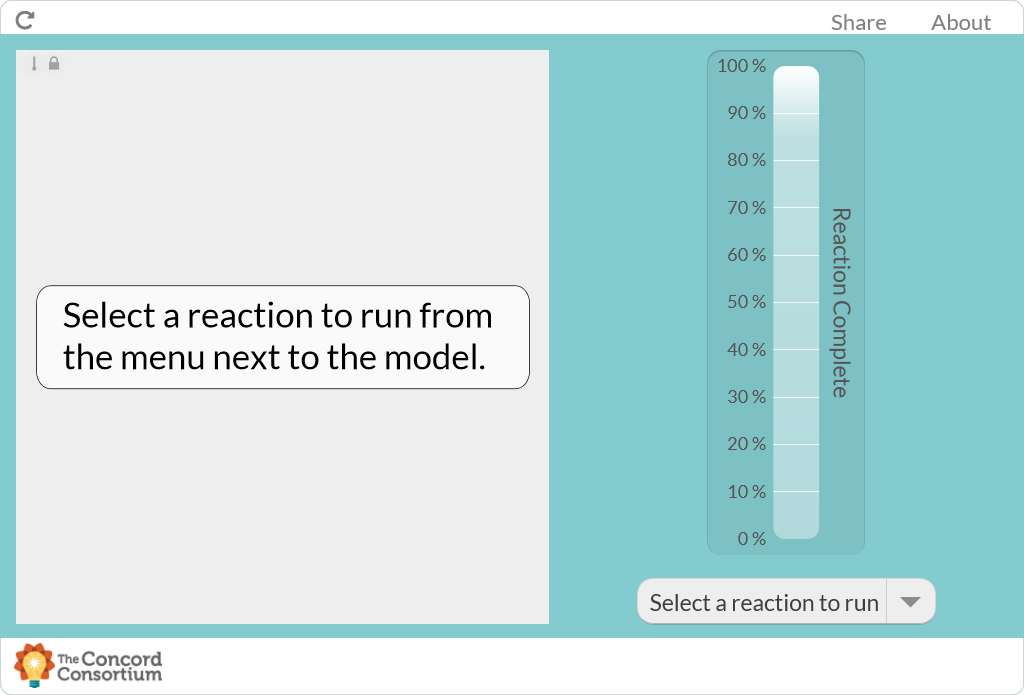 Share About
Select a reaction to run from
the menu next to the model.
100 %
90 %
80 %
70 %
60 %
50 %
40 %
30 %
20 %
10 %
0 %
Reaction Complete
Select a reaction to run
The Concord
Consortium